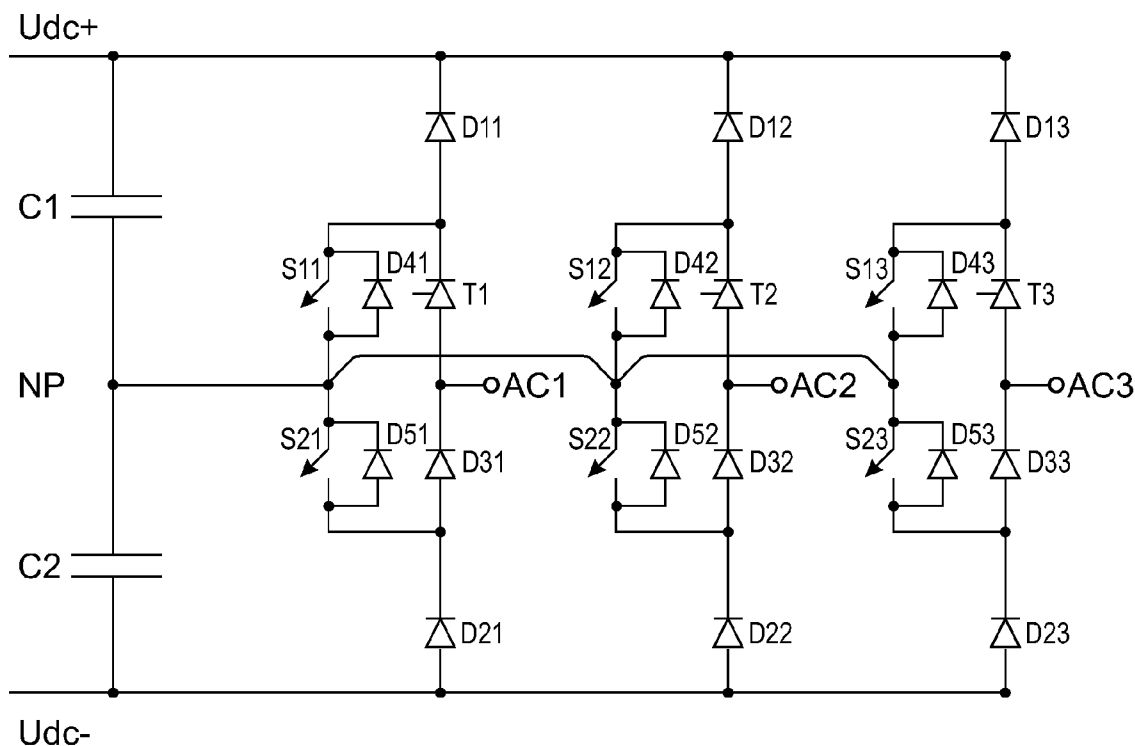 Udc+
D11
D12
D13
C1
S11
D41
T1
S12
D42
T2
S13
D43
T3
NP
AC1
AC2
AC3
S21
D51
D31
S22
D52
D32
S23
D53
D33
C2
D21
D22
D23
Udc-